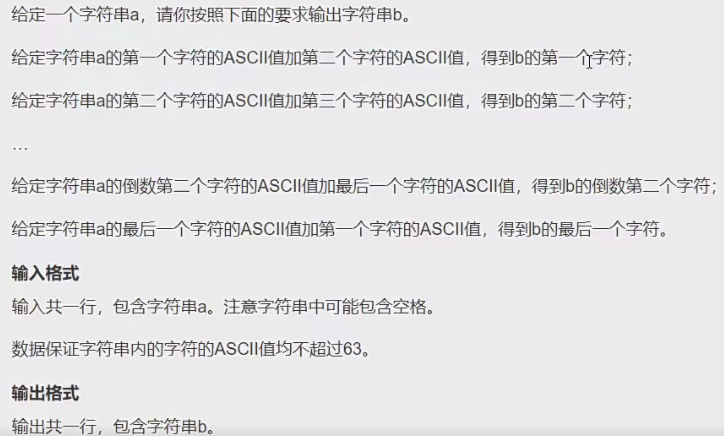 给定一个字符串a，请你按照下面的要求输出字符串b。
给定字符串a的第一个字符的ASCII值加第二个字符的ASCII值，得到b的第一个字符；
给定字符串a的第二个字符的ASCII值加第三个字符的ASCII值，得到b的第二个字符；
…
给定字符串a的倒数第二个字符的ASCII值加最后一个字符的ASCII值，得到b的倒数第二个字符；
给定字符串a的最后一个字符的ASCII值加第一个字符的ASCII值，得到b的最后一个字符。
输入格式
输入共一行，包含字符串a。注意字符串中可能包含空格。
数据保证字符串内的字符的ASCII值均不超过63。
输出格式
输出共一行，包含字符串b。